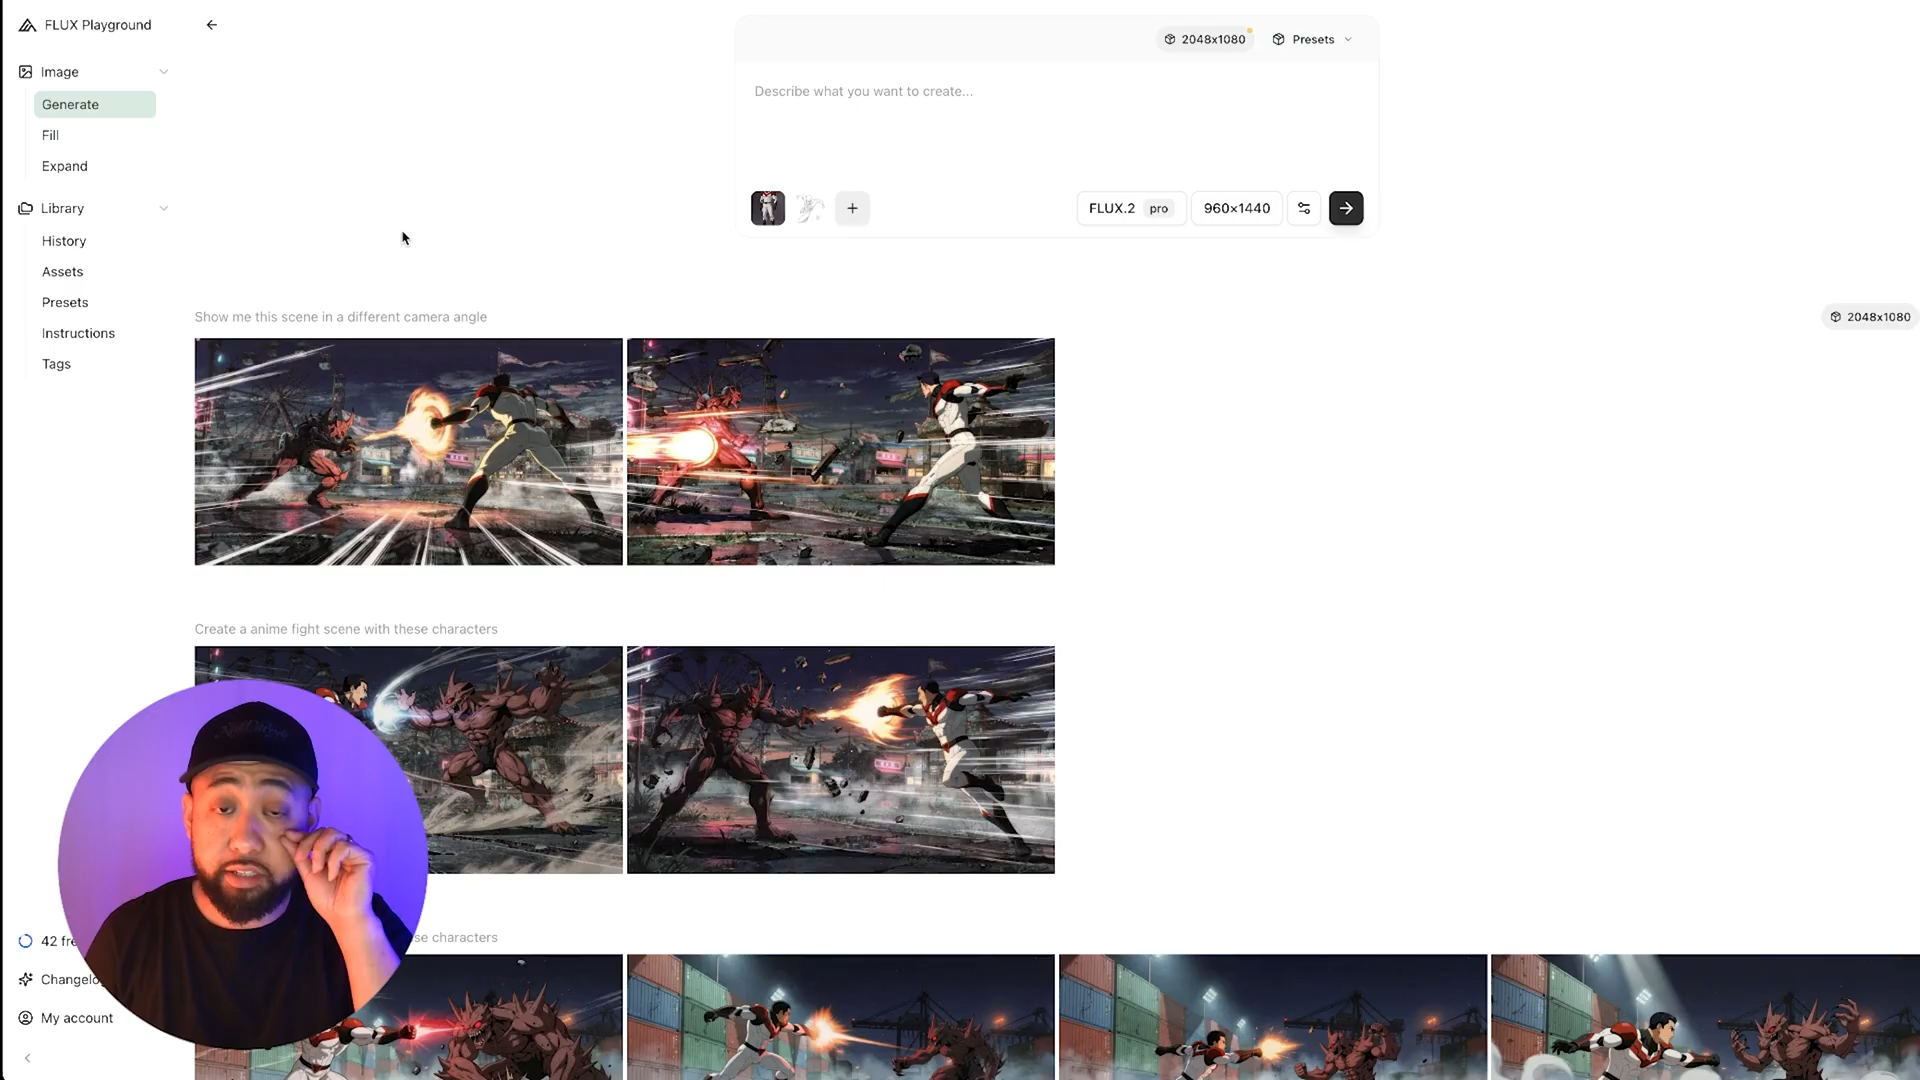 FLUX Playground
Image
Generate
Fill
Expand
Library
History
Assets
Presets
Instructions
Tags
2048x1080
Presets
Describe what you want to create...
FLUX.2 pro
960×1440
Show me this scene in a different camera angle
2048x1080
Create a anime fight scene with these characters
characters
42
My account